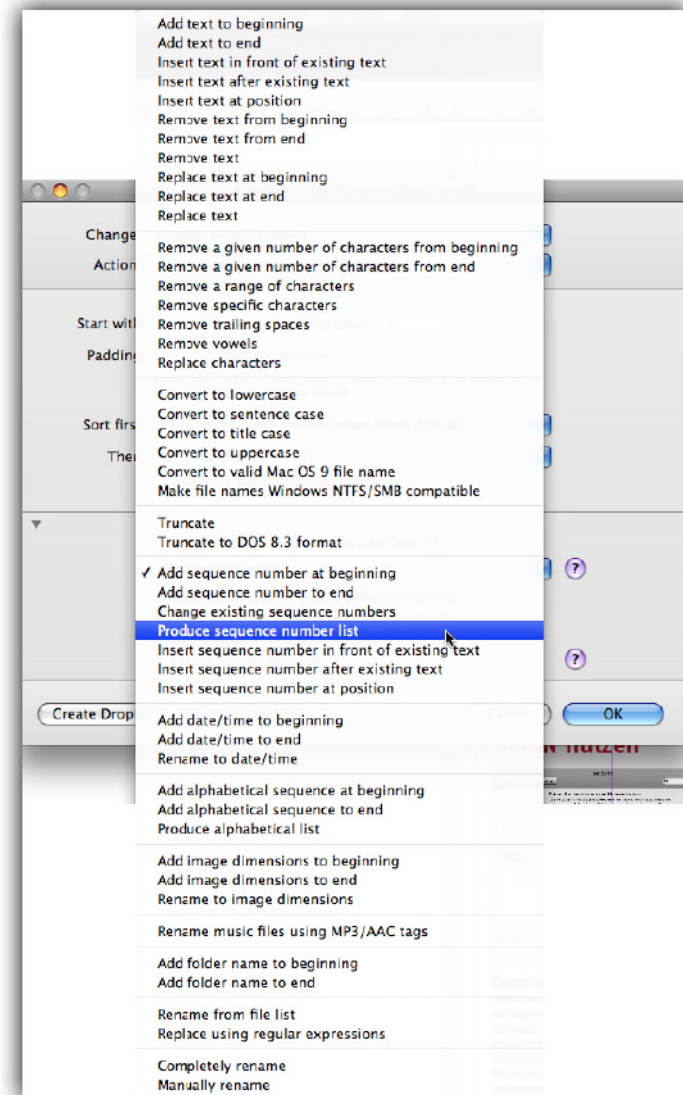 Add text to beginning
Add text to end
Insert text in front of existing text
Insert text after existing text
Insert text at position
Remove text from beginning
Remove text from end
Remove text
Replace text at beginning
Replace text at end
Replace text
Change
Remove a given number of characters from beginning
Action
Remove a given number of characters from end
Remove a range of characters
Remove specific characters
Start with
Remove trailing spaces
Remove vowels
Padding
Replace characters
Convert to lowercase
Convert to sentence case
Sort first
Convert to title case
Then
Convert to uppercase
Convert to valid Mac OS 9 file name
Make file names Windows NTFS/SMB compatible
Truncate
Truncate to DOS 8.3 format
✓ Add sequence number at beginning
?
Add sequence number to end
Change existing sequence numbers
Produce sequence number list
Insert sequence number in front of existing text
?
Insert sequence number after existing text
Insert sequence number at position
Create Drop
OK
Add date/time to beginning
Add date/time to end
nutzen
Rename to date/time
Add alphabetical sequence at beginning
Add alphabetical sequence to end
Produce alphabetical list
Add image dimensions to beginning
Add image dimensions to end
Rename to image dimensions
Rename music files using MP3/AAC tags
Add folder name to beginning
Add folder name to end
Rename from file list
Replace using regular expressions
Completely rename
Manually rename